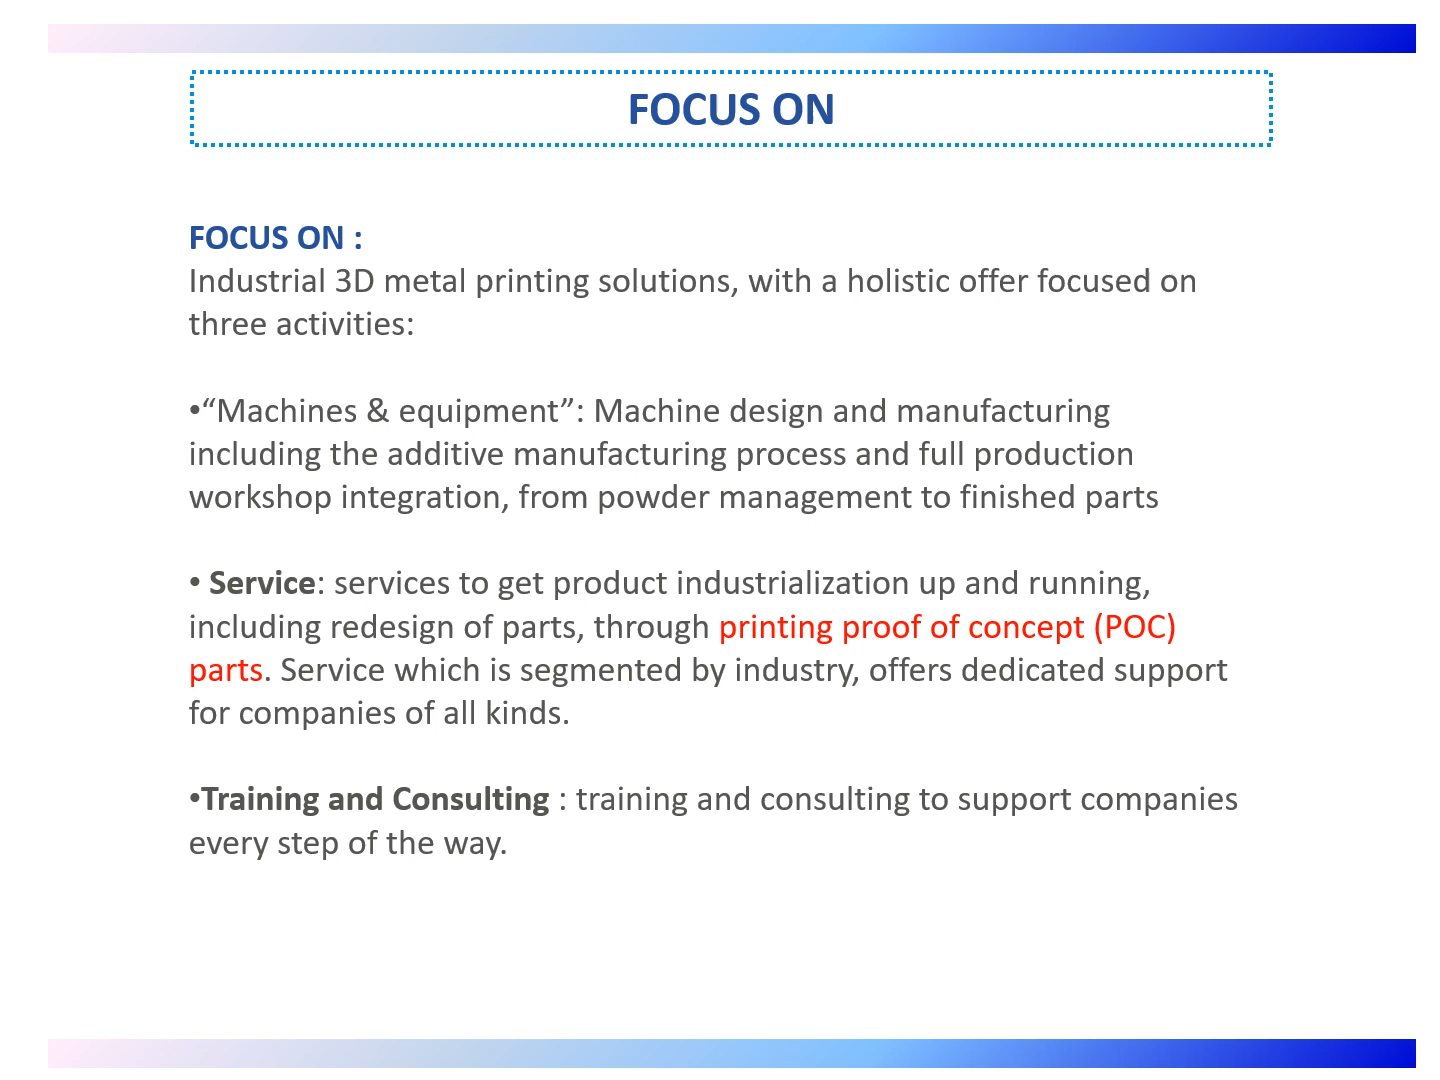 FOCUS ON
FOCUS ON :
Industrial 3D metal printing solutions, with a holistic offer focused on
three activities:
•“Machines & equipment”: Machine design and manufacturing
including the additive manufacturing process and full production
workshop integration, from powder management to finished parts
• Service: services to get product industrialization up and running,
including redesign of parts, through printing proof of concept (POC)
parts. Service which is segmented by industry, offers dedicated support
for companies of all kinds.
•Training and Consulting : training and consulting to support companies
every step of the way.